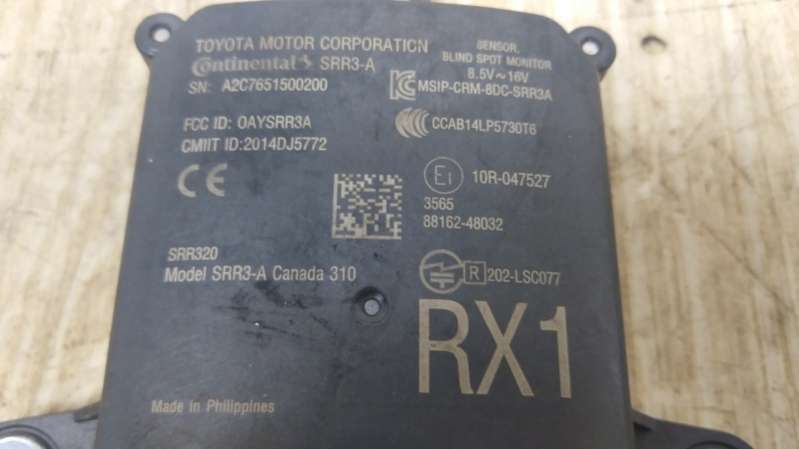 TOYOTA MOTOR CORPORATION
Continental SRR3-A
SN: A2C7651500200
SENSOR,
BLIND SPOT MONITOR
8.5V~16V
MSIP-CRM-8DC-SRR3A
FCC ID: OAYSRR3A
CMIIT ID:2014DJ5772
CCAB14LP5730T6
CE
E1 10R-047527
3565
88162-48032
SRR320
Model SRR3-A Canada 310
R 202-LSC077
RX1
Made in Philippines